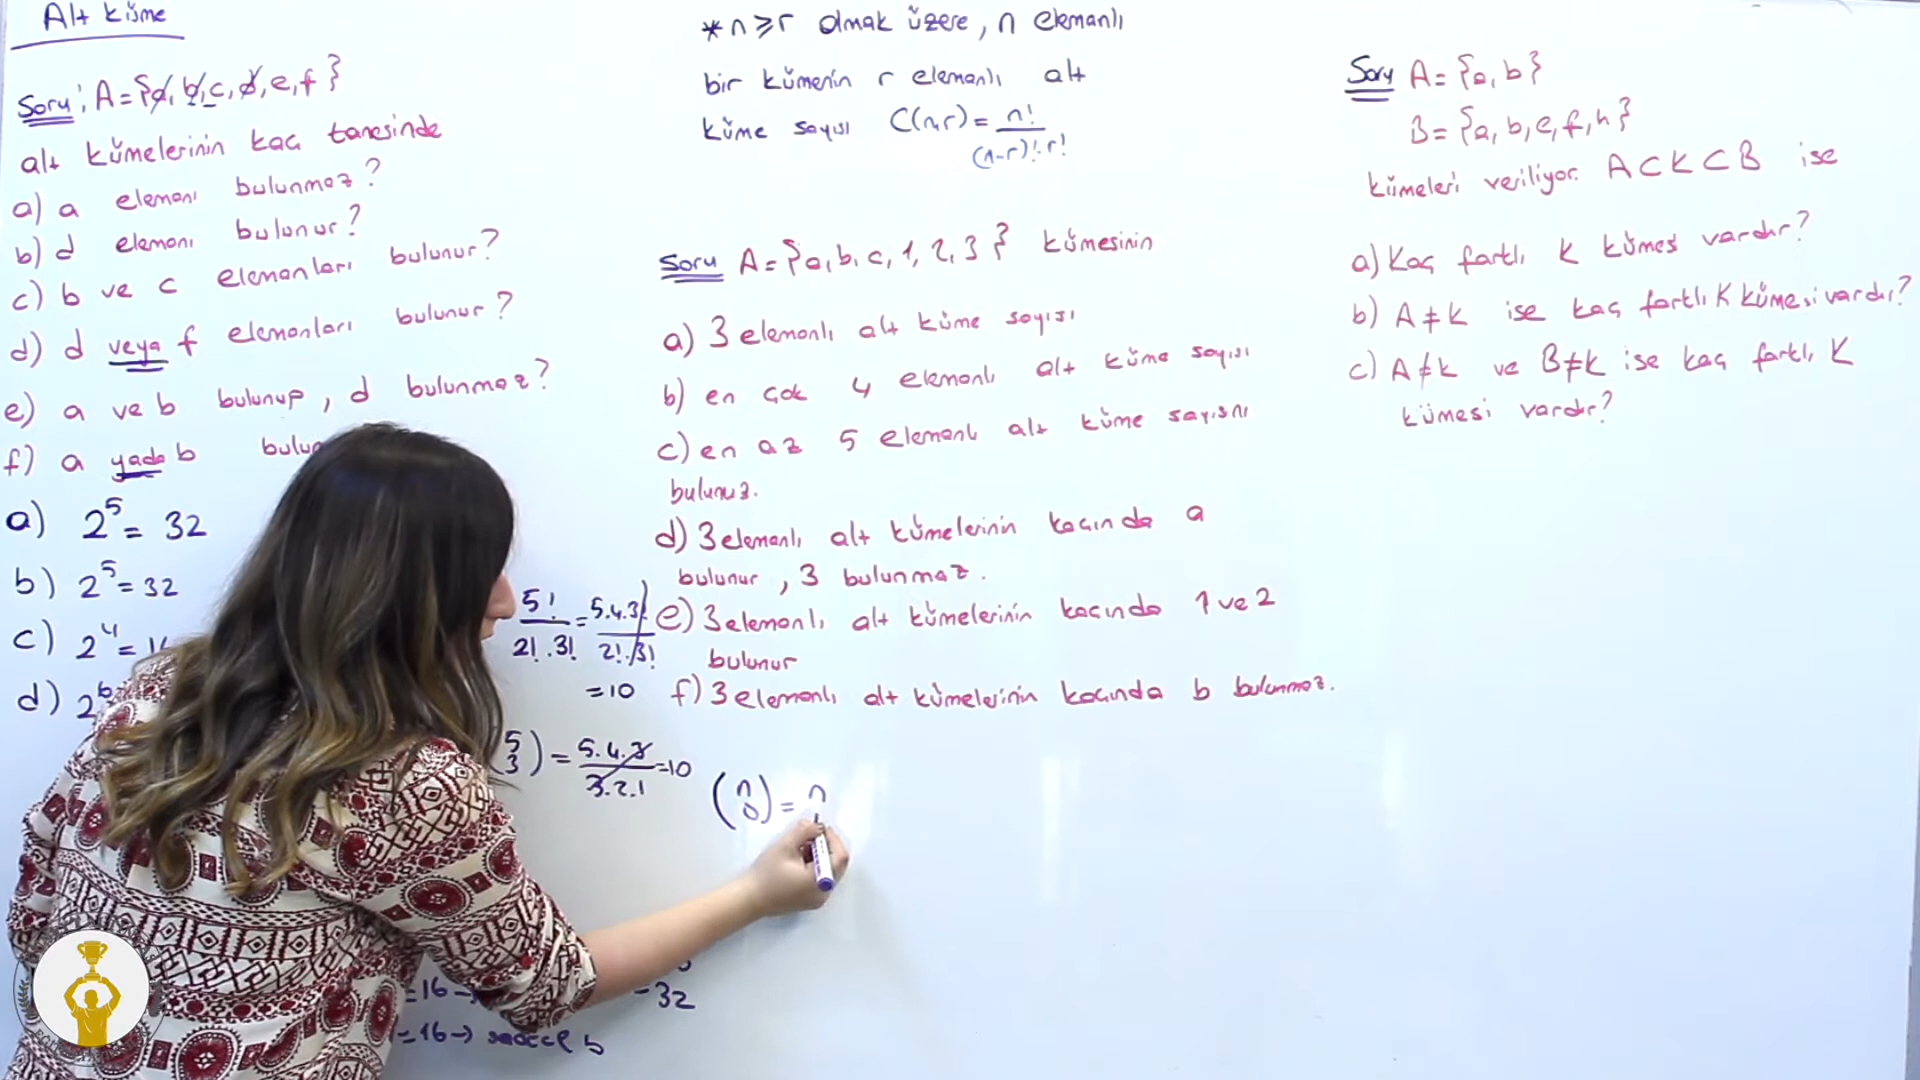 Alt küme
Soru: A={a, b, c, d, e, f}
alt kümelerinin kaç tanesinde
a) a elemanı bulunmaz?
b) d elemanı bulunur?
c) b ve c elemanları bulunur?
d) d veya f elemanları bulunur?
e) a ve b bulunup, d bulunmaz?
f) a yada b
a) 2⁵ = 32
b) 2⁵ = 32
c) 2⁴ =
d)
5!/2!.3! = 5.4.3!/2!.3!
=10
5 3) = 5.4.3/3.2.1 =10
=16→
-32
=16→ sadece b
*n≥r olmak üzere, n elemanlı
bir kümenin r elemanlı alt
küme sayısı C(n,r) = n!/(n-r)!.r!
Soru A={a, b, c, 1, 2, 3} kümesinin
a) 3 elemanlı alt küme sayısı
b) en çok 4 elemanlı alt küme sayısı
c) en az 5 elemanlı alt küme sayısını
bulunuz.
d) 3 elemanlı alt kümelerinin kaçında a
bulunur, 3 bulunmaz.
e) 3 elemanlı alt kümelerinin kaçında 1 ve 2
bulunur
f) 3 elemanlı alt kümelerinin kaçında b bulunmaz.
(n 0) = n
Soru A={a, b}
B={a, b, e, f, h}
kümeleri veriliyor. A⊂K⊂B ise
a) Kaç farklı K kümesi vardır?
b) A≠K ise kaç farklı K kümesi vardır?
c) A≠K ve B≠K ise kaç farklı K
kümesi vardır?